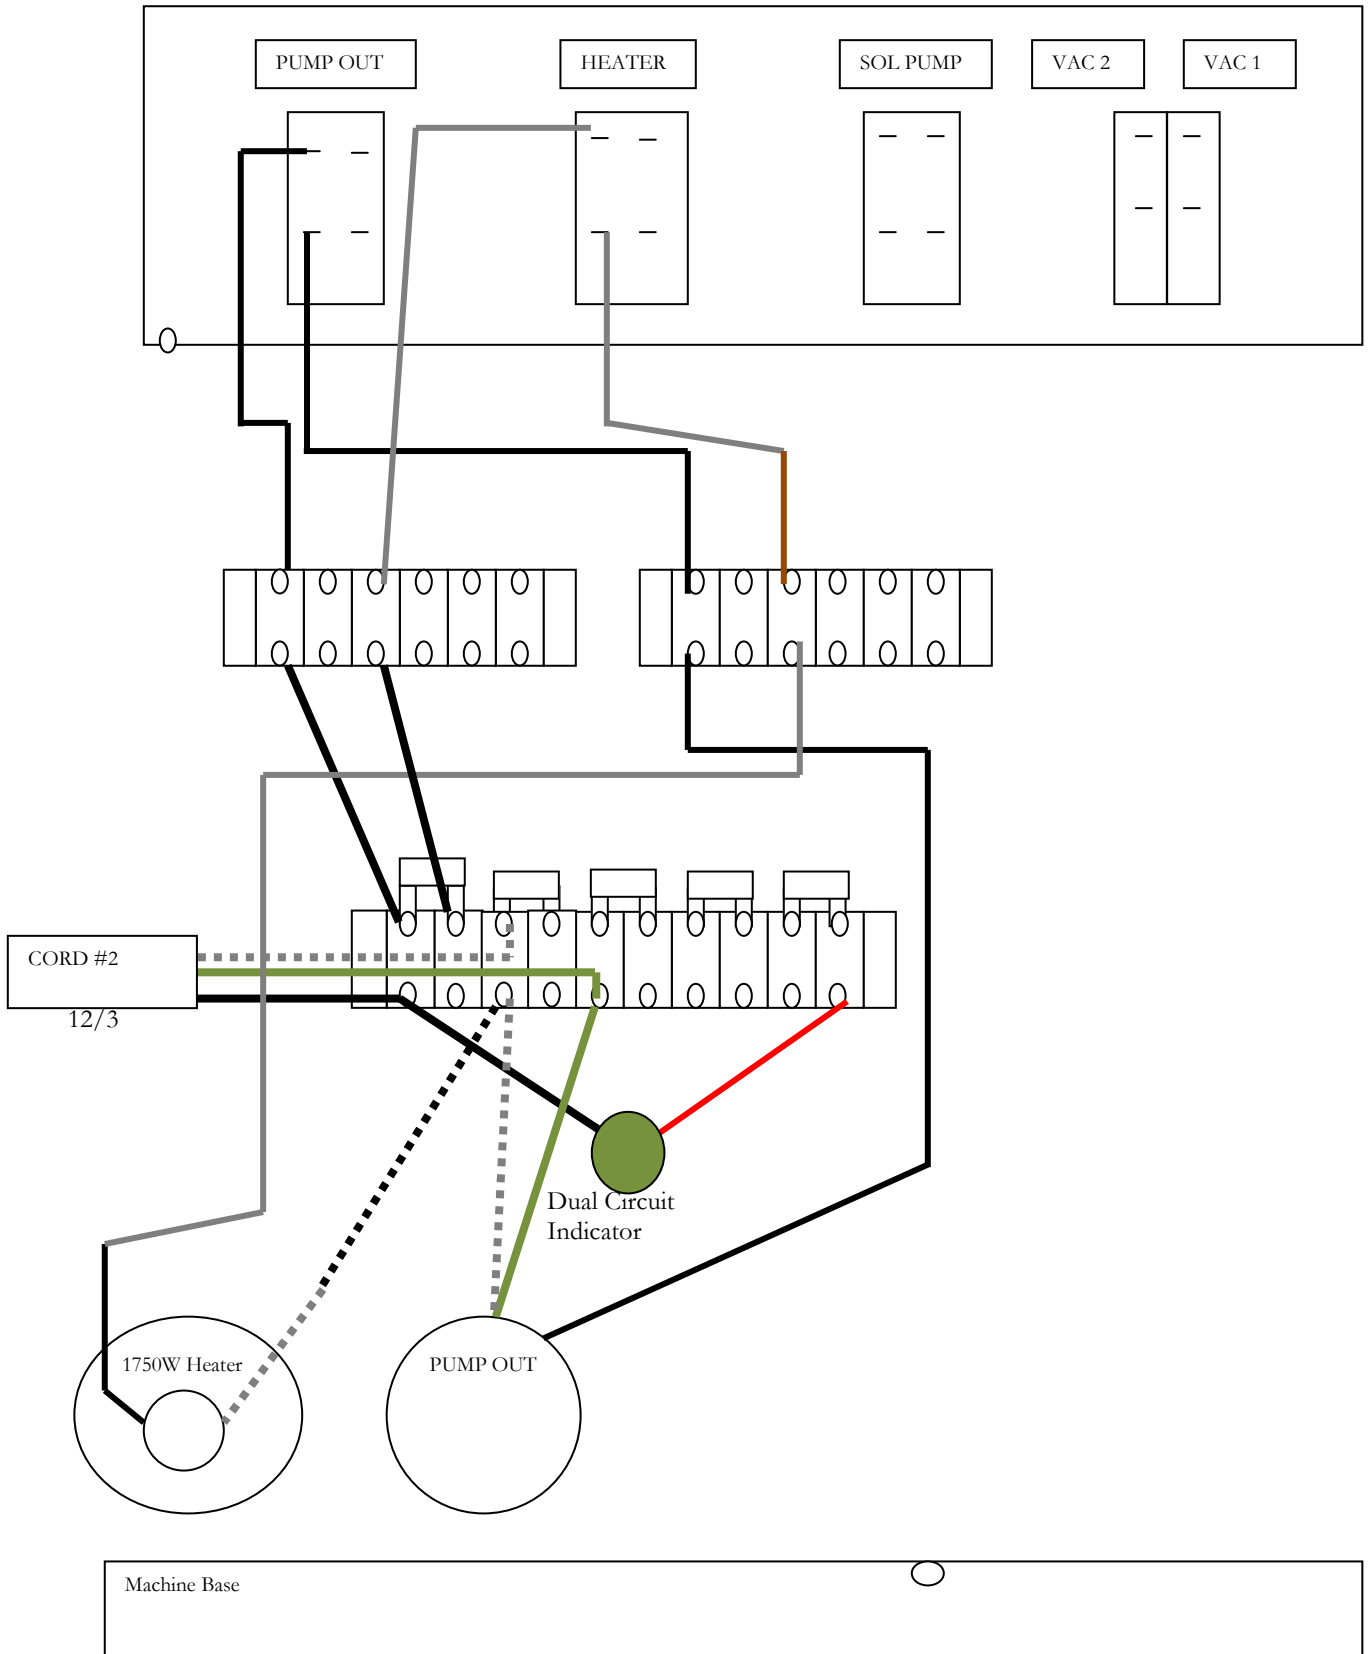 PUMP OUT
HEATER
SOL PUMP
VAC 2
VAC 1
CORD #2
12/3
Dual Circuit
Indicator
1750W Heater
PUMP OUT
Machine Base